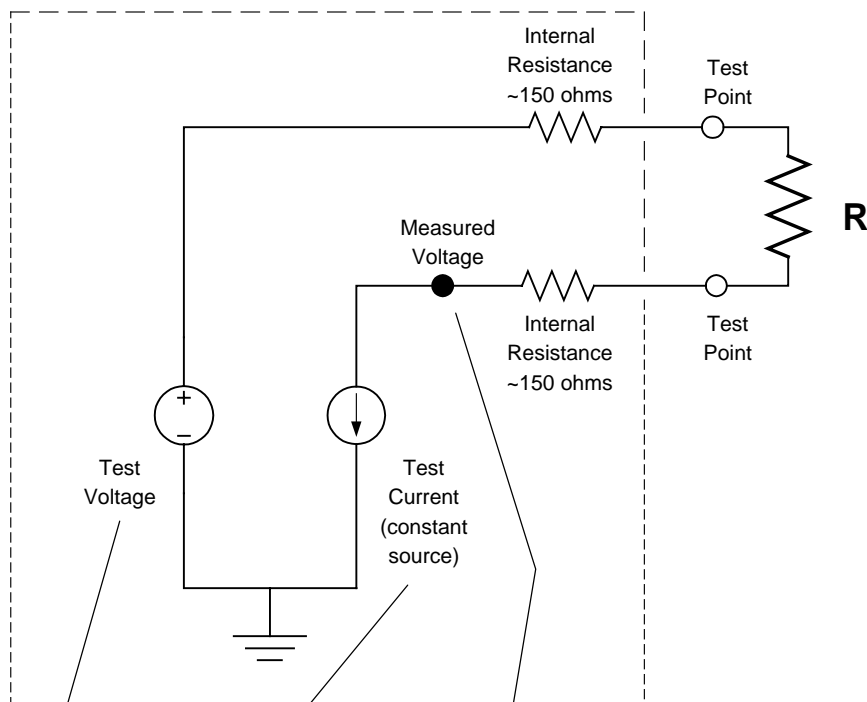 Internal
Resistance
~150 ohms
Test
Point
R
Measured
Voltage
Internal
Resistance
~150 ohms
Test
Point
+
−
Test
Voltage
Test
Current
(constant
source)